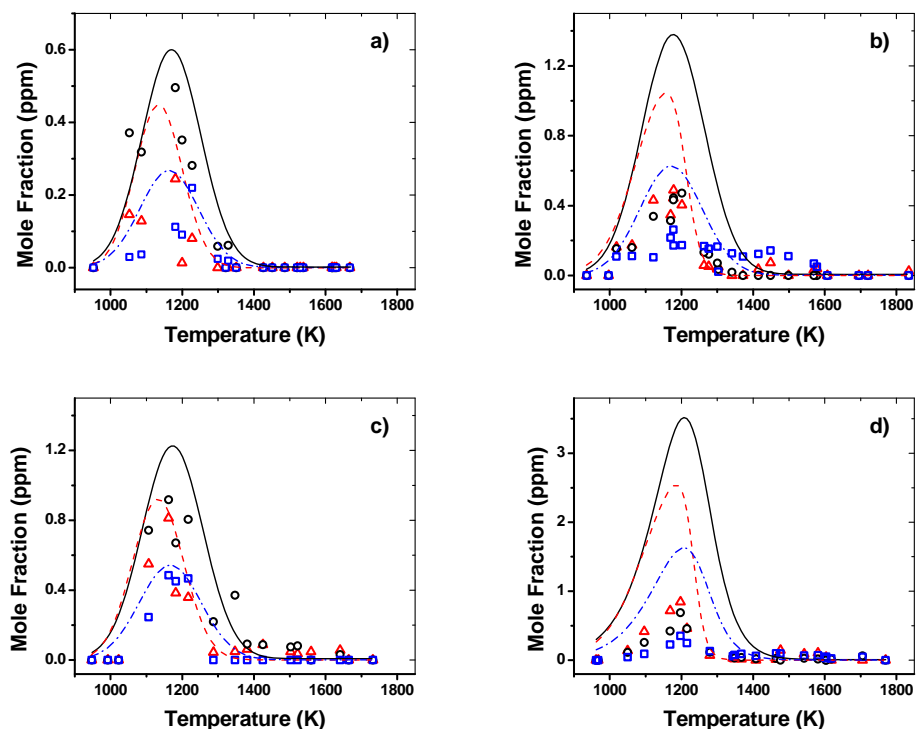 a)
Mole Fraction (ppm)
0.6
0.4
0.2
0.0
1000 1200 1400 1600 1800
Temperature (K)
b)
Mole Fraction (ppm)
1.2
0.8
0.4
0.0
1000 1200 1400 1600 1800
Temperature (K)
c)
Mole Fraction (ppm)
1.2
0.8
0.4
0.0
1000 1200 1400 1600 1800
Temperature (K)
d)
Mole Fraction (ppm)
3
2
1
0
1000 1200 1400 1600 1800
Temperature (K)